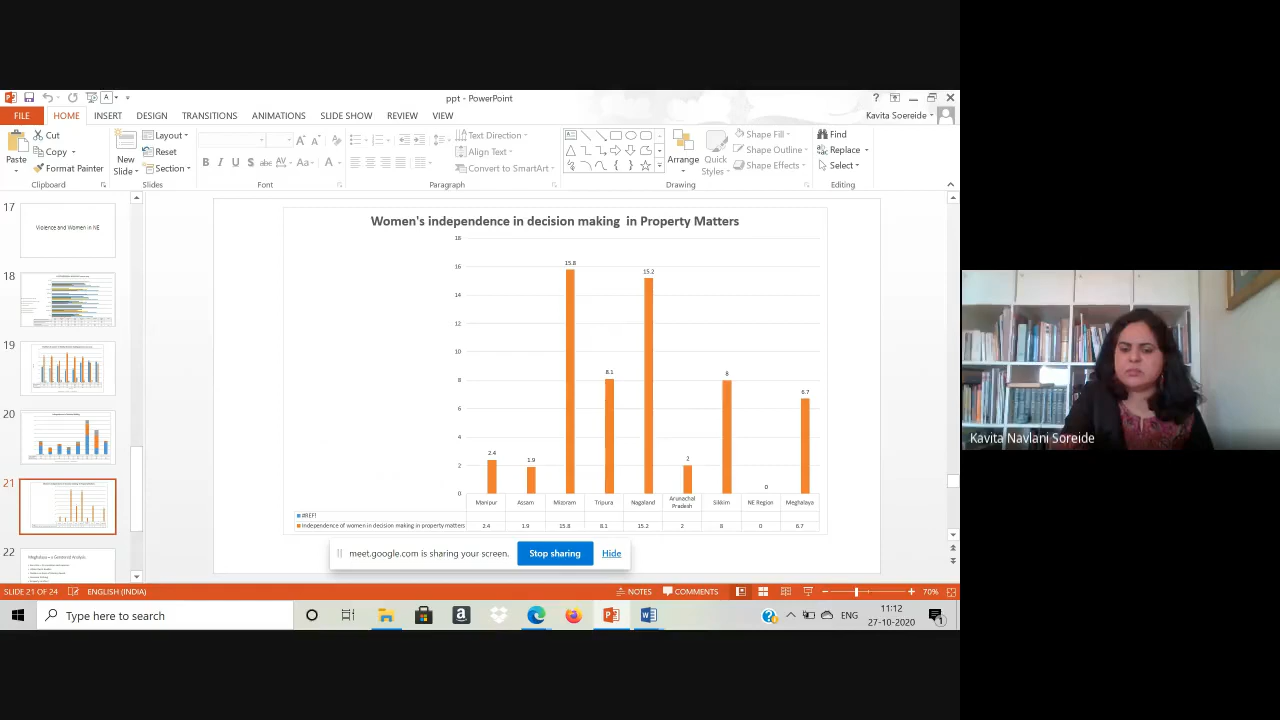 ppt - PowerPoint
FILE HOME INSERT DESIGN TRANSITIONS ANIMATIONS SLIDE SHOW REVIEW VIEW Kavita Soreide
Paste Cut Copy Format Painter
Clipboard
New Slide Layout Reset Section
Slides
B I U S abc AV Aa A
Font
Text Direction
Align Text
Convert to SmartArt
Paragraph
Arrange Quick Styles
Shape Fill
Shape Outline
Shape Effects
Drawing
Find
Replace
Select
Editing
17
Violence and Women in NE
18
19
20
21
22
Women's independence in decision making in Property Matters
18
16
14
12
10
8
6
4
2
0
2.4 1.9 15.8 8.1 15.2 2 8 0 6.7
Manipur Assam Mizoram Tripura Nagaland Arunachal Pradesh Sikkim NE Region Meghalaya
#REF!
Independence of women in decision making in property matters 2.4 1.9 15.8 8.1 15.2 2 8 0 6.7
meet.google.com is sharing your screen. Stop sharing Hide
SLIDE 21 OF 24 ENGLISH (INDIA) NOTES COMMENTS 70%
Type here to search
ENG
11:12
27-10-2020
Kavita Navlani Soreide